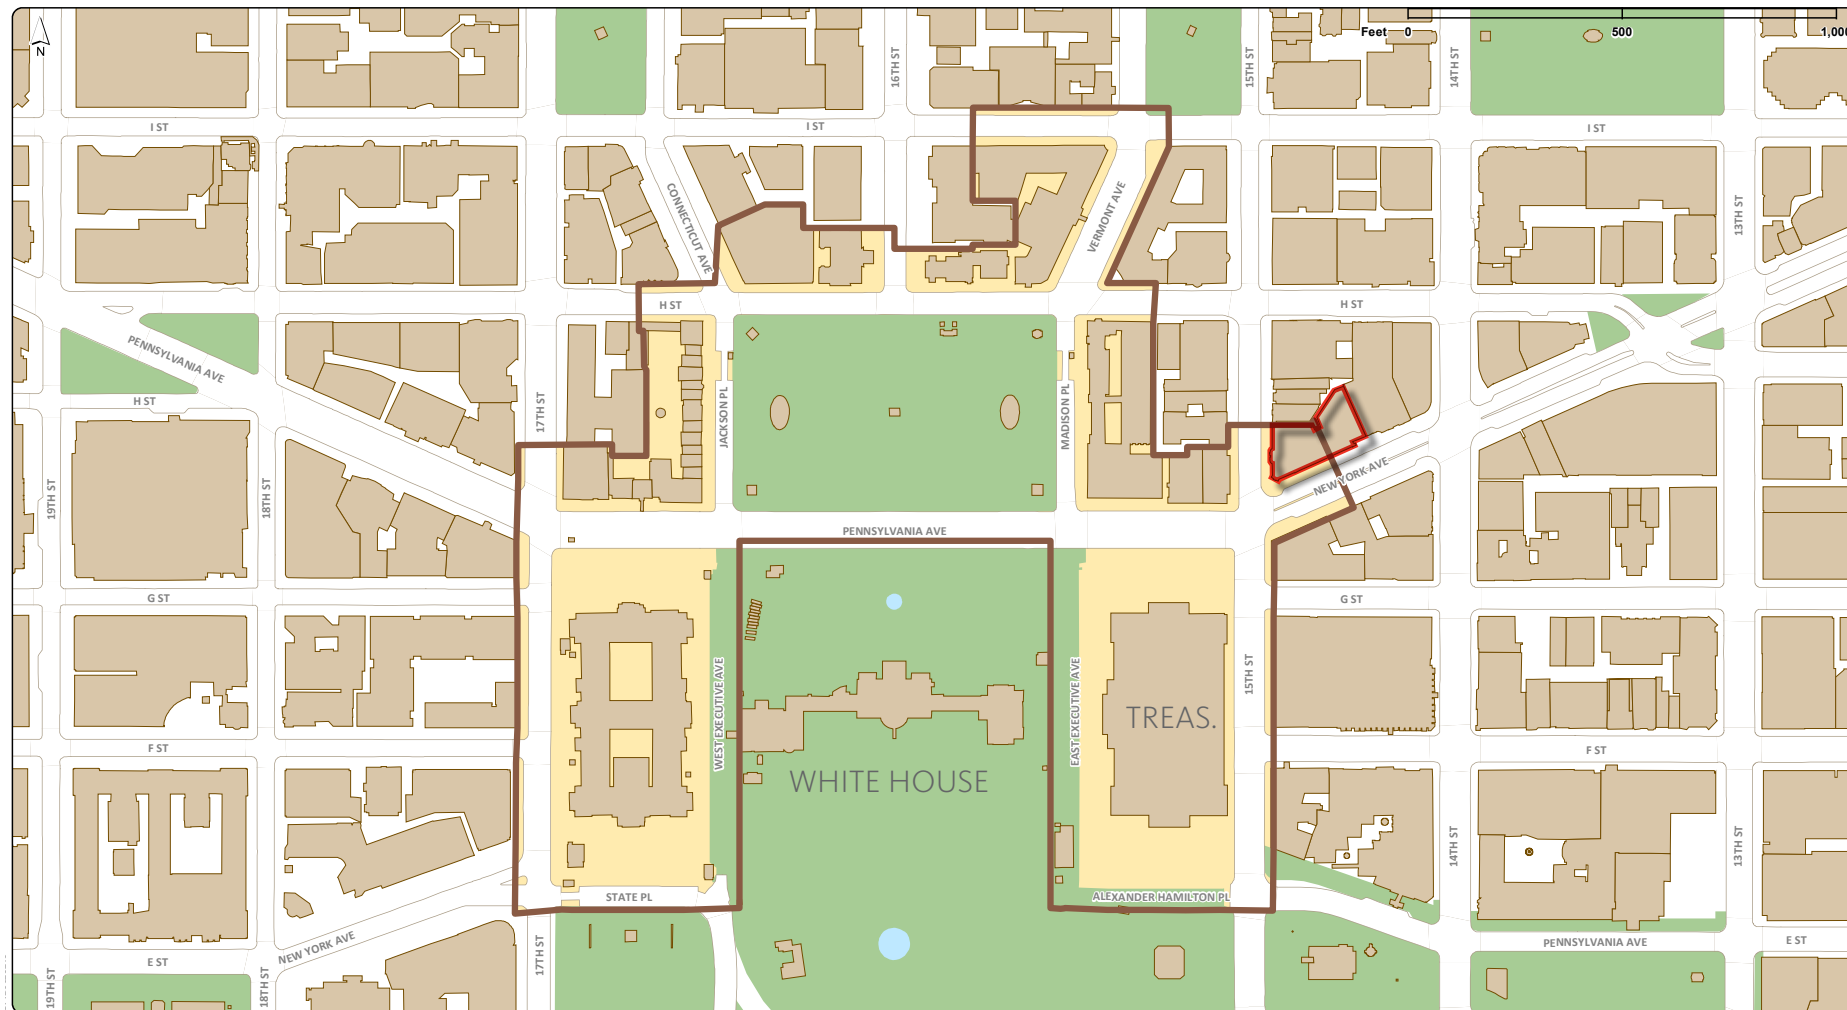 N
Feet 0 500 1,000
16TH ST
15TH ST
14TH ST
I ST
I ST
I ST
CONNECTICUT AVE
VERMONT AVE
13TH ST
H ST
H ST
PENNSYLVANIA AVE
H ST
17TH ST
JACKSON PL
MADISON PL
NEW YORK AVE
19TH ST
18TH ST
PENNSYLVANIA AVE
G ST
G ST
WEST EXECUTIVE AVE
EAST EXECUTIVE AVE
15TH ST
TREAS.
F ST
F ST
WHITE HOUSE
14TH ST
13TH ST
STATE PL
ALEXANDER HAMILTON PL
NEW YORK AVE
17TH ST
PENNSYLVANIA AVE
E ST
E ST
19TH ST
18TH ST